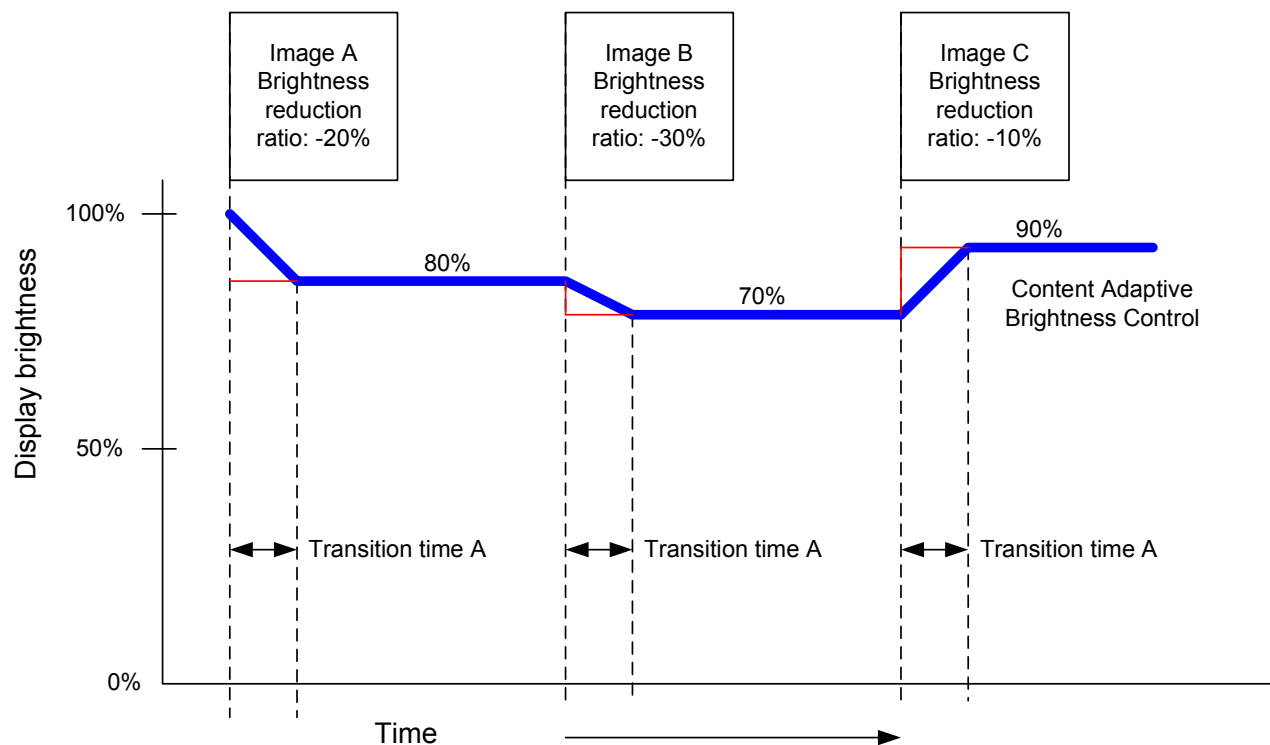 Image A
Brightness
reduction
ratio: -20%
Image B
Brightness
reduction
ratio: -30%
Image C
Brightness
reduction
ratio: -10%
Display brightness
100%
50%
0%
80%
70%
90%
Content Adaptive
Brightness Control
Transition time A
Transition time A
Transition time A
Time